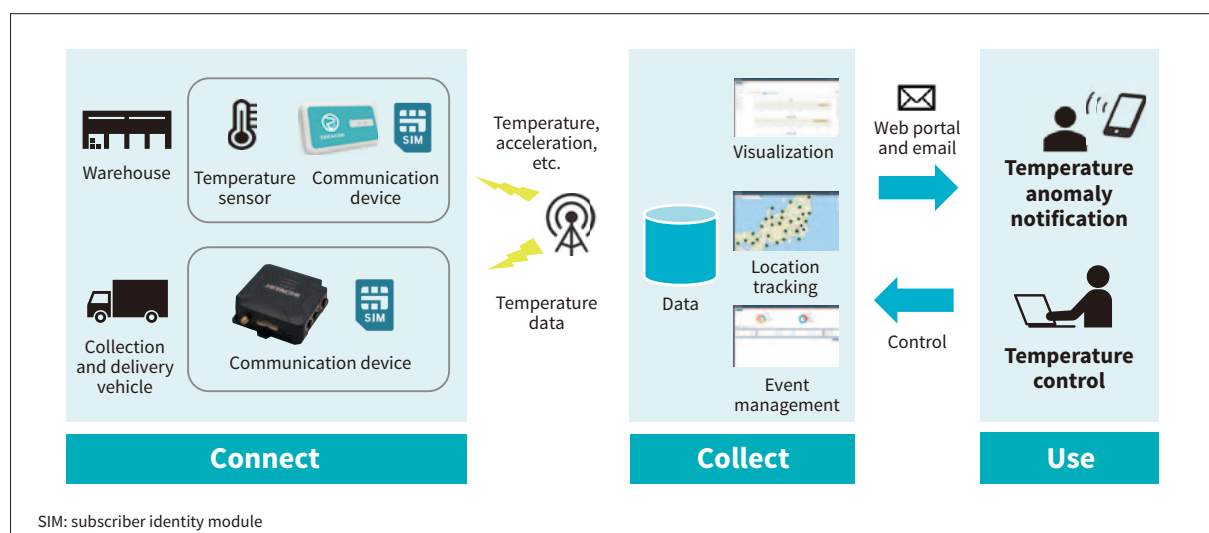 Warehouse
Temperature
sensor
SIM
Communication
device
Collection
and delivery
vehicle
HITACHI
SIM
Communication device
Connect
Temperature,
acceleration,
etc.
Temperature
data
Data
Visualization
Location
tracking
Event
management
Collect
Web portal
and email
Control
Temperature
anomaly
notification
Temperature
control
Use
SIM: subscriber identity module